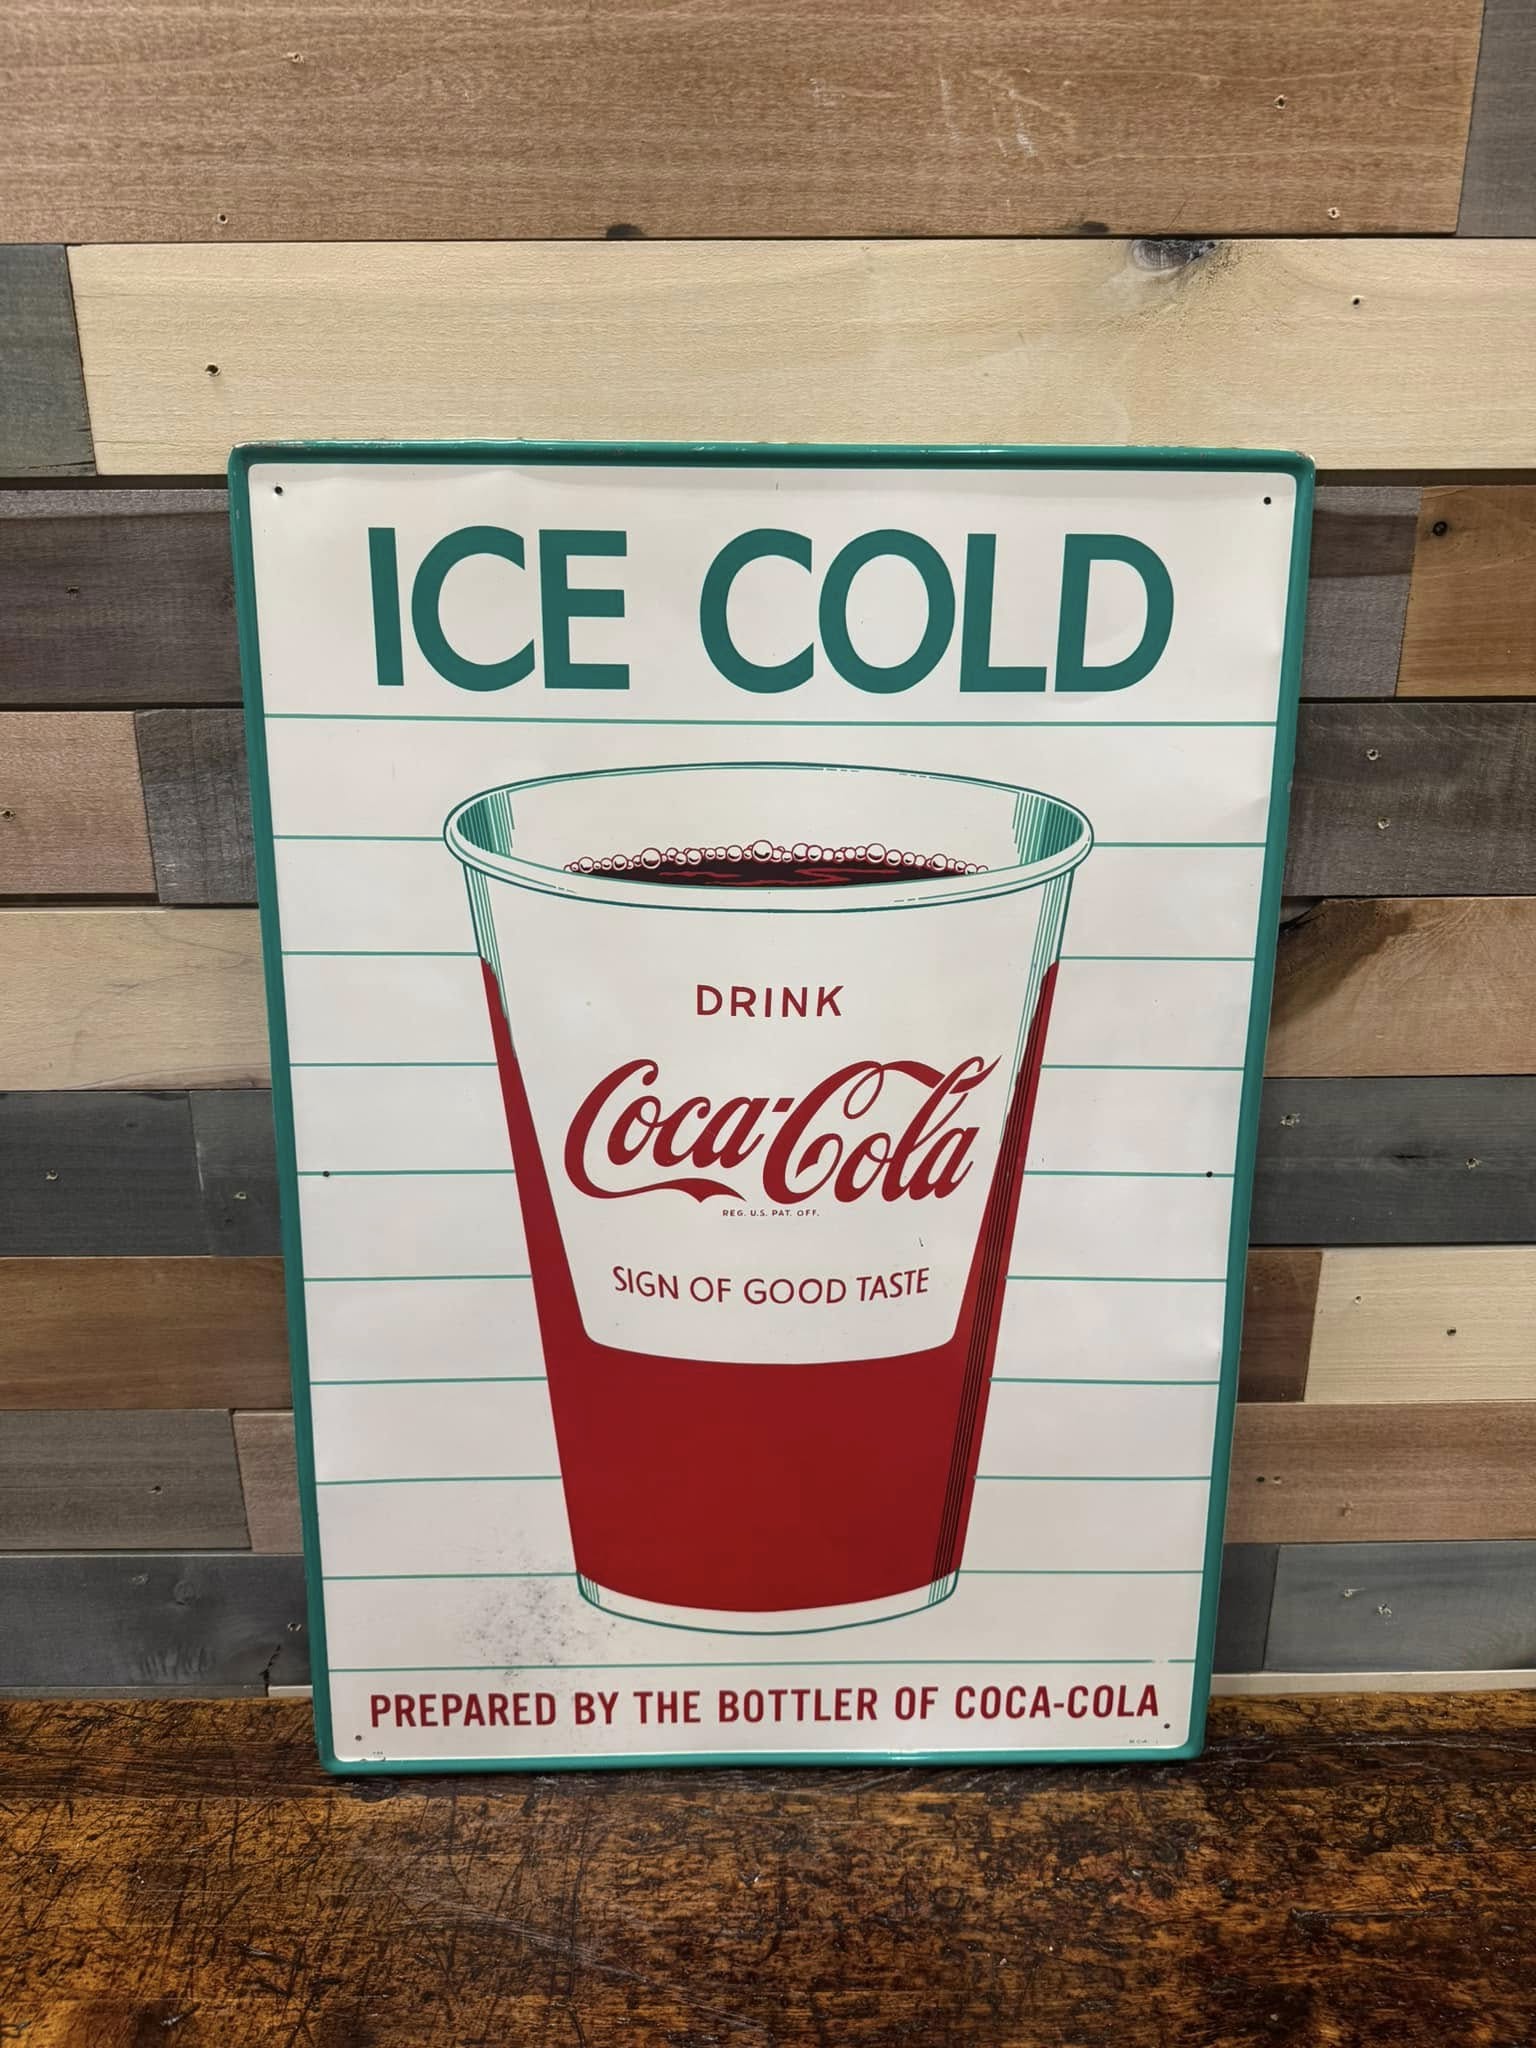 ICE COLD
DRINK
Coca-Cola
REG. U.S. PAT. OFF.
SIGN OF GOOD TASTE
PREPARED BY THE BOTTLER OF COCA-COLA